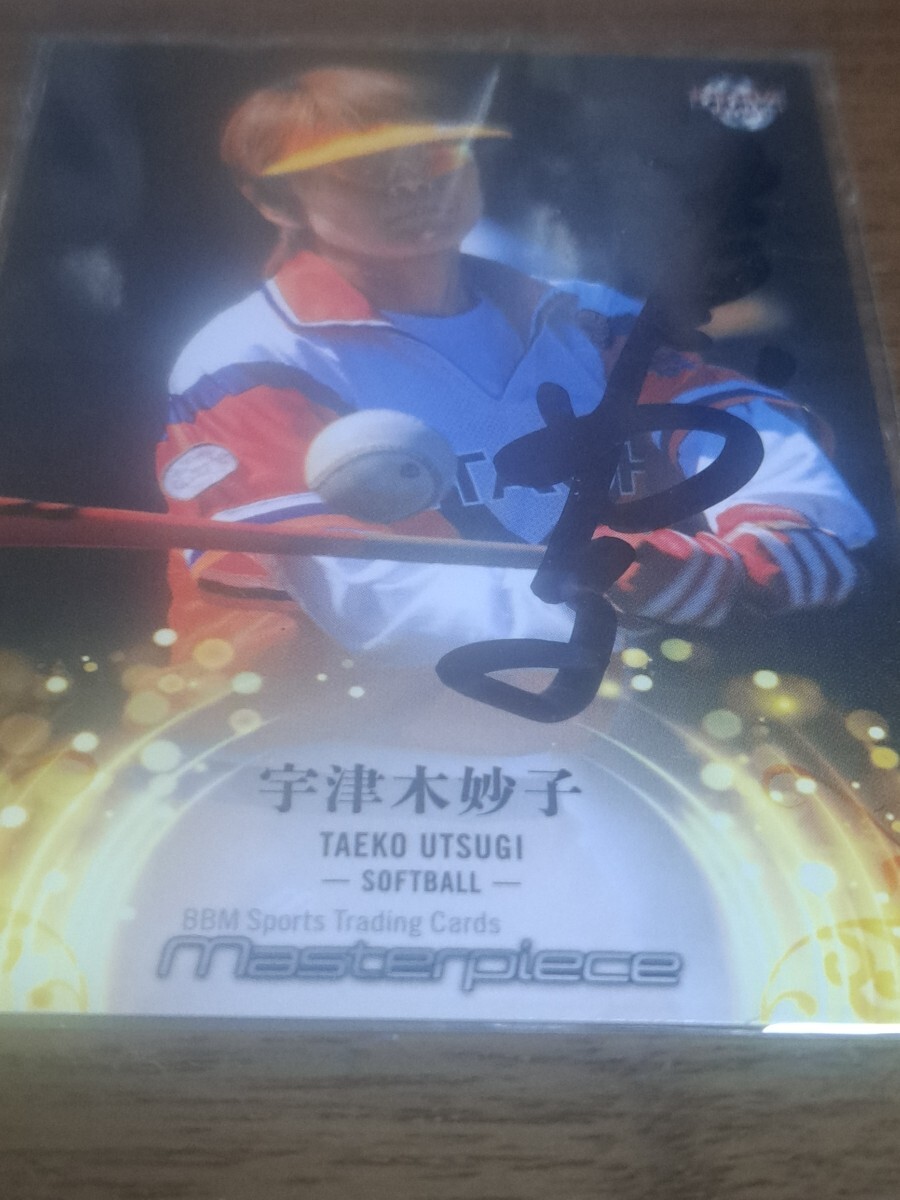 宇津木妙子
TAEKO UTSUGI
— SOFTBALL —
BBM Sports Trading Cards
Masterpiece